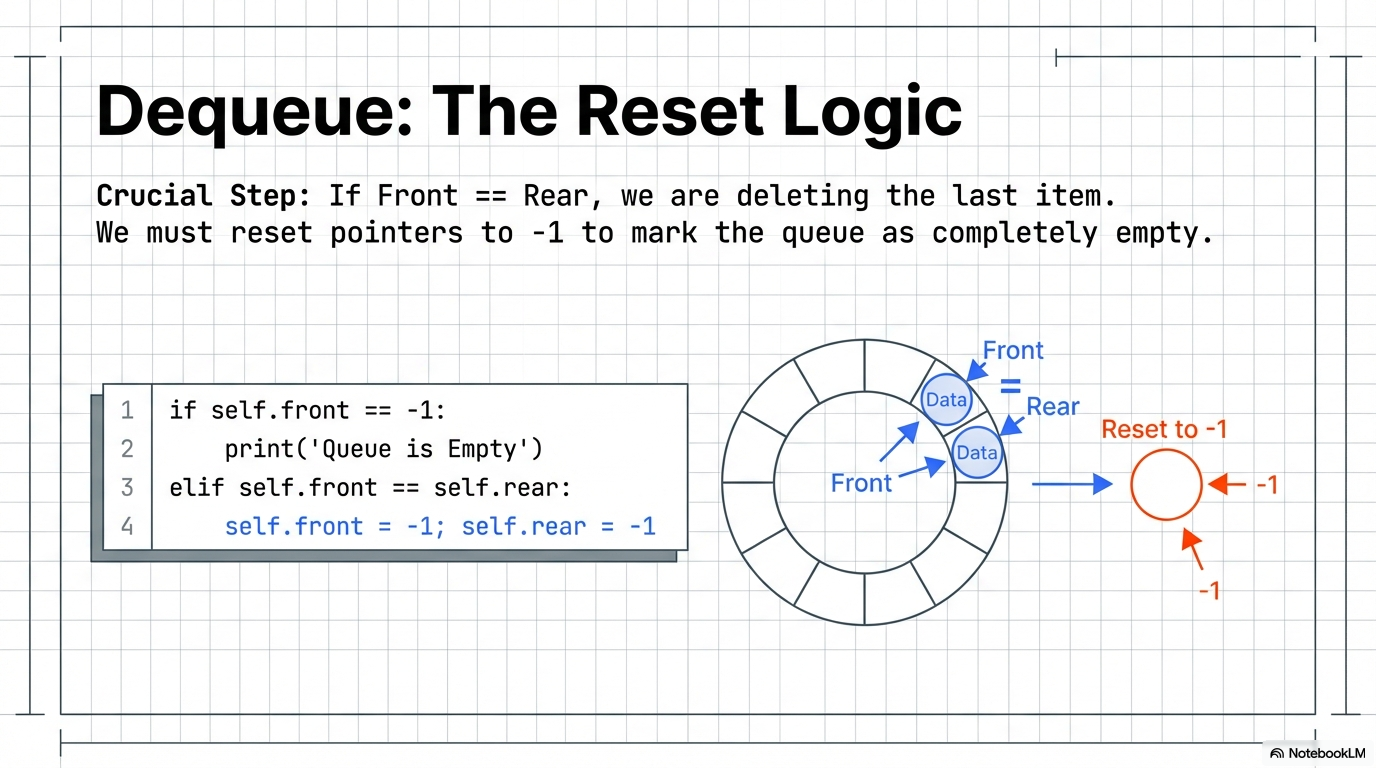 Dequeue: The Reset Logic
Crucial Step: If Front == Rear, we are deleting the last item.
We must reset pointers to -1 to mark the queue as completely empty.
1 if self.front == -1:
2 print('Queue is Empty')
3 elif self.front == self.rear:
4 self.front = -1; self.rear = -1
Front
=
Rear
Data
Data
Front
Reset to -1
-1
-1
NotebookLM